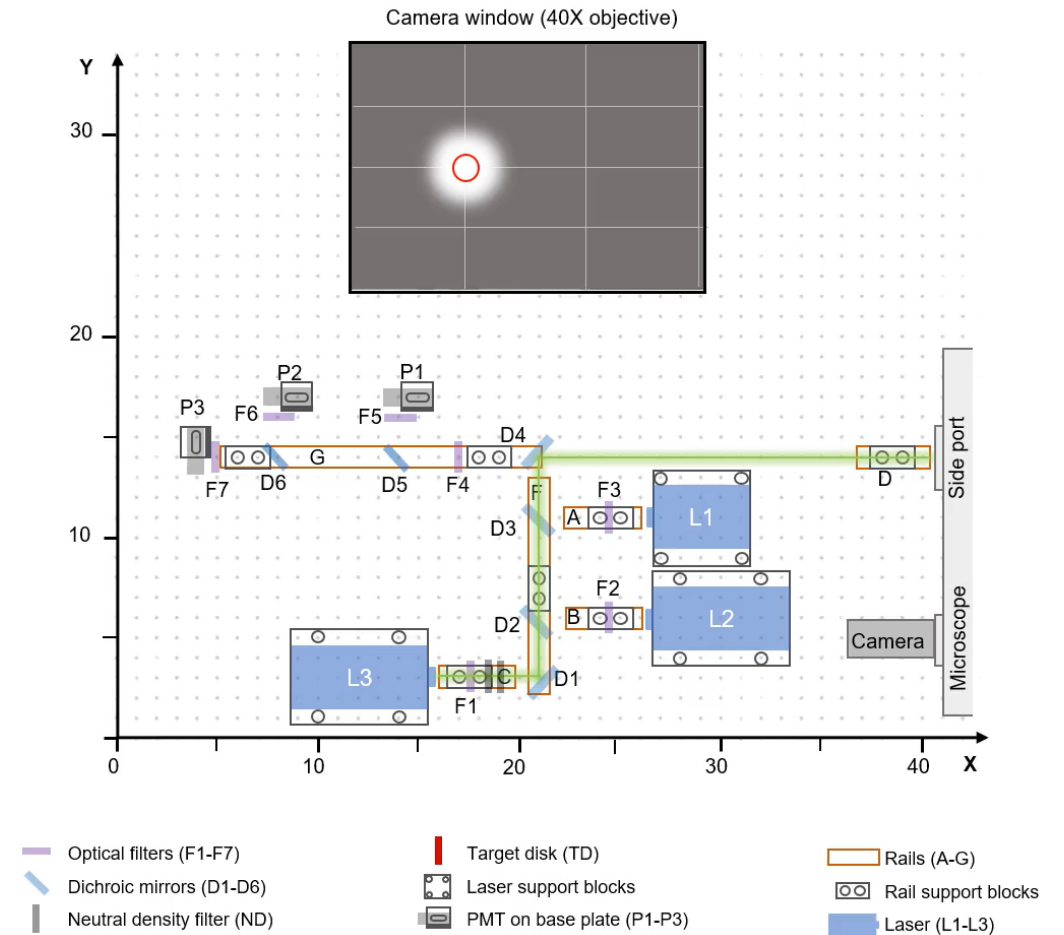 Camera window (40X objective)
Y
30
20
P2
P1
P3
F6
F5
D4
G
F7
D6
D5
F4
D
Side port
F
F3
10
D3
A
L1
F2
B
L2
D2
Camera
Microscope
L3
C
D1
F1
0
10
20
30
40
X
Optical filters (F1-F7)
Target disk (TD)
Rails (A-G)
Dichroic mirrors (D1-D6)
Laser support blocks
Rail support blocks
Neutral density filter (ND)
PMT on base plate (P1-P3)
Laser (L1-L3)